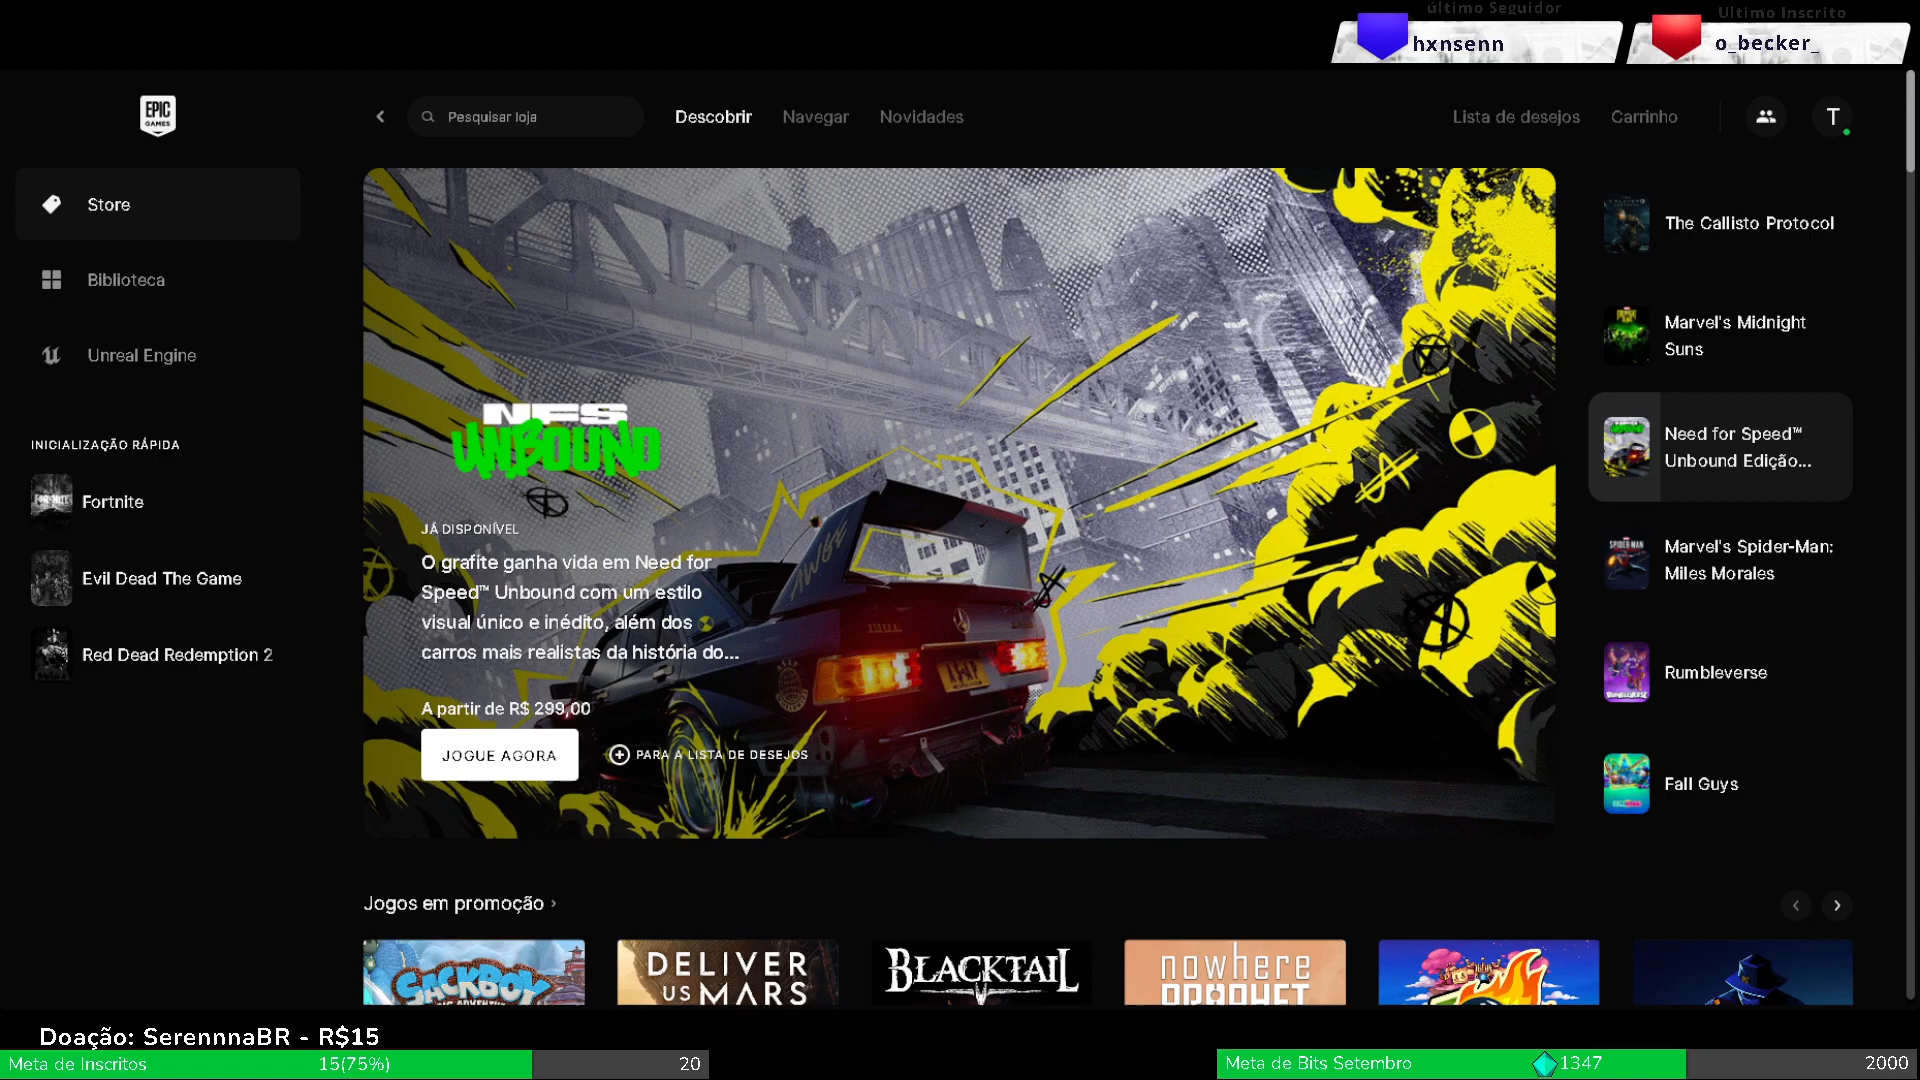 último Seguidor
hxnsenn
Ultimo Inscrito
o_becker_
EPIC
GAMES
Pesquisar loja
Descobrir
Navegar
Novidades
Lista de desejos
Carrinho
T
Store
Biblioteca
Unreal Engine
INICIALIZAÇÃO RÁPIDA
Fortnite
Evil Dead The Game
Red Dead Redemption 2
NFS
UNBOUND
JÁ DISPONÍVEL
O grafite ganha vida em Need for
Speed™ Unbound com um estilo
visual único e inédito, além dos
carros mais realistas da história do...
A partir de R$ 299,00
JOGUE AGORA
PARA A LISTA DE DESEJOS
The Callisto Protocol
Marvel's Midnight
Suns
Need for Speed™
Unbound Edição...
Marvel's Spider-Man:
Miles Morales
Rumbleverse
Fall Guys
Jogos em promoção
SACKBOY
DELIVER
US MARS
BLACKTAIL
nowhere
PROPHET
Doação: SerennnaBR - R$15
Meta de Inscritos 15(75%) 20
Meta de Bits Setembro 1347 2000